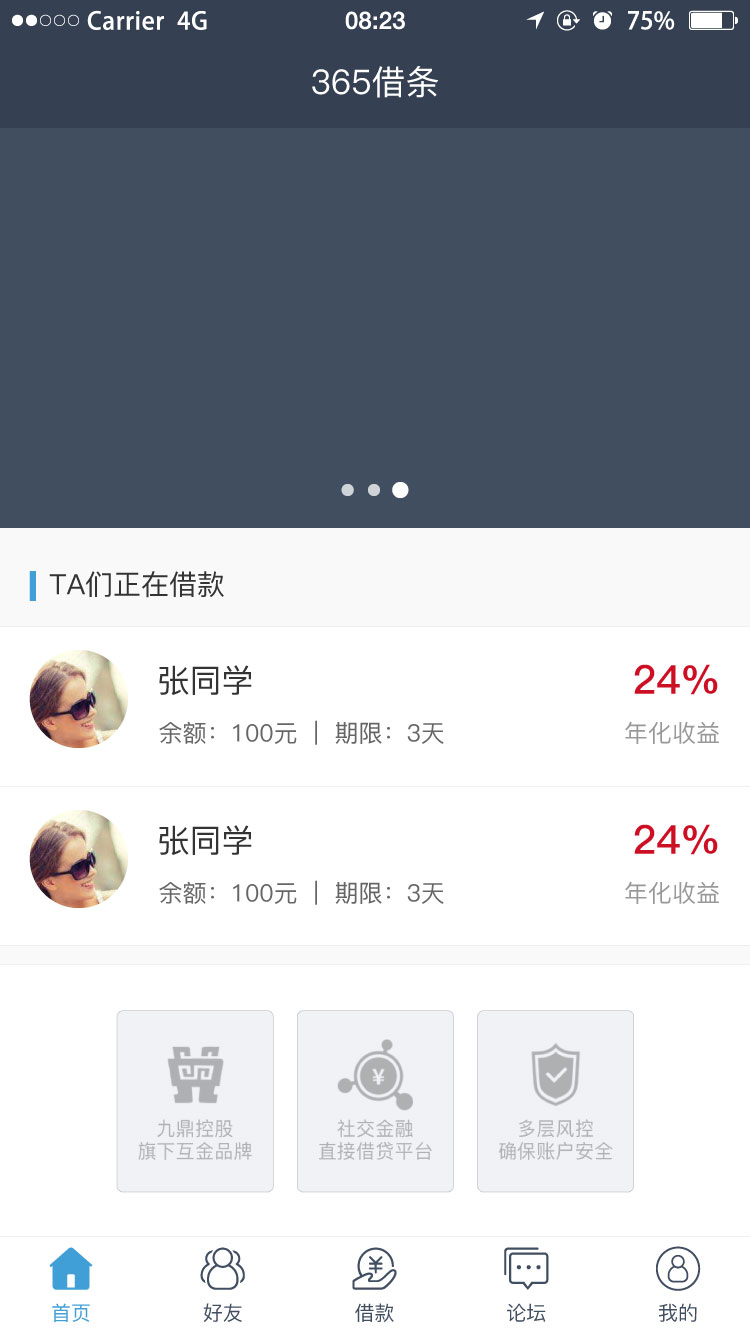 Carrier 4G 08:23 75%
365借条
TA们正在借款
张同学 24%
余额：100元 | 期限：3天 年化收益
张同学 24%
余额：100元 | 期限：3天 年化收益
¥
九鼎控股 社交金融 多层风控
旗下互金品牌 直接借贷平台 确保账户安全
¥
首页 好友 借款 论坛 我的